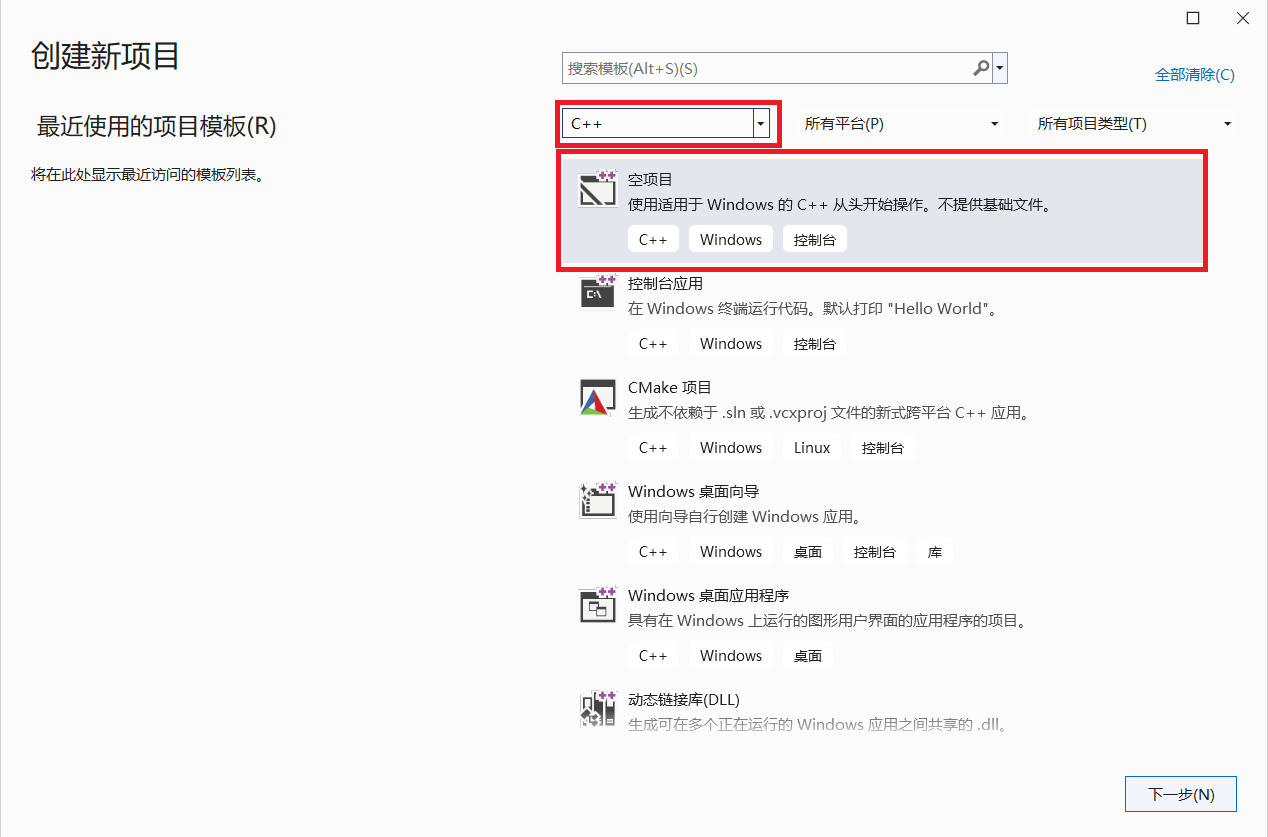 创建新项目
搜索模板(Alt+S)(S)
全部清除(C)
最近使用的项目模板(R)
将在此处显示最近访问的模板列表。
C++
所有平台(P)
所有项目类型(T)
空项目
使用适用于 Windows 的 C++ 从头开始操作。不提供基础文件。
C++ Windows 控制台
控制台应用
在 Windows 终端运行代码。默认打印 "Hello World"。
C++ Windows 控制台
CMake 项目
生成不依赖于 .sln 或 .vcxproj 文件的新式跨平台 C++ 应用。
C++ Windows Linux 控制台
Windows 桌面向导
使用向导自行创建 Windows 应用。
C++ Windows 桌面 控制台 库
Windows 桌面应用程序
具有在 Windows 上运行的图形用户界面的应用程序的项目。
C++ Windows 桌面
动态链接库(DLL)
生成可在多个正在运行的 Windows 应用之间共享的 .dll。
下一步(N)